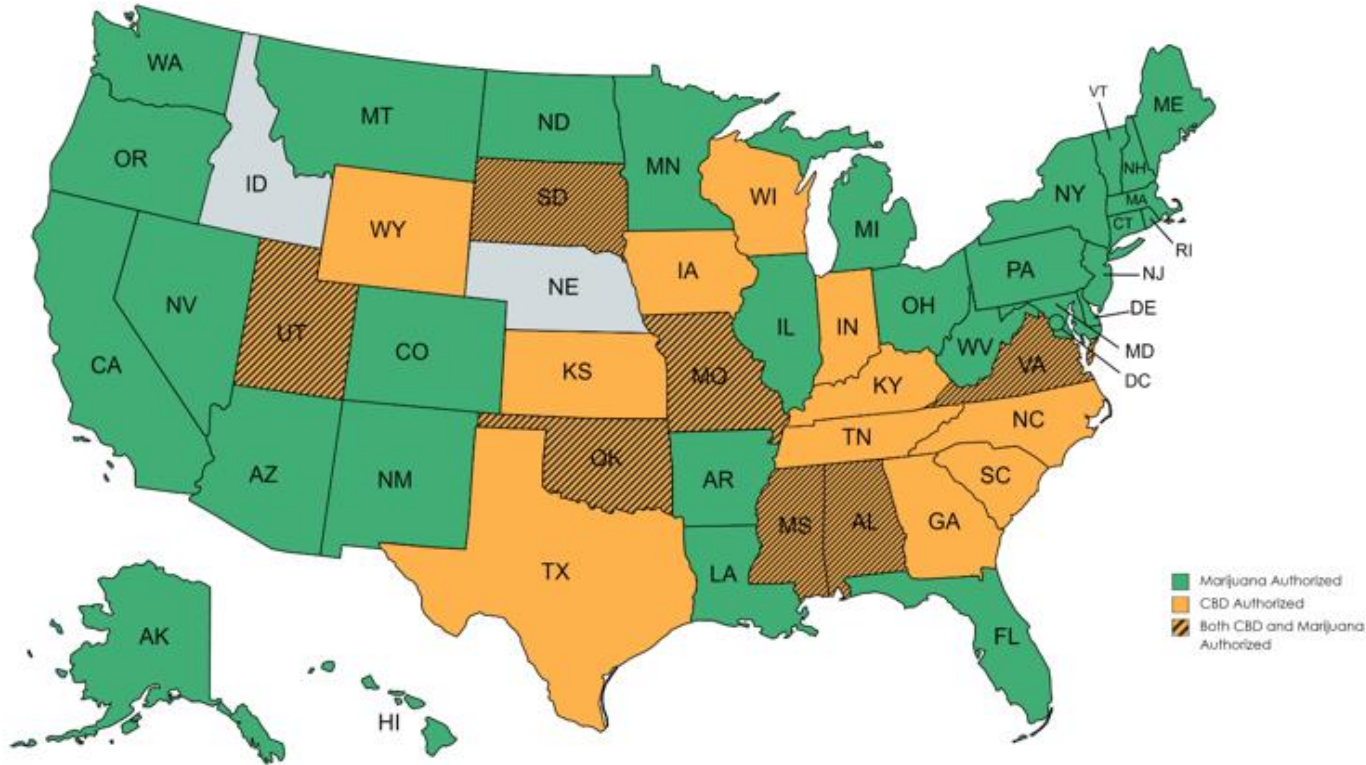 WA
MT
ND
MN
VT
ME
OR
ID
SD
WI
NH
NY
MA
WY
MI
CT
RI
IA
PA
NJ
NE
NV
UT
IL
IN
OH
DE
CO
WV
MD
CA
KS
MO
KY
VA
DC
TN
NC
AZ
NM
OK
AR
SC
MS
AL
GA
TX
LA
Marijuana Authorized
CBD Authorized
Both CBD and Marijuana
Authorized
AK
FL
HI